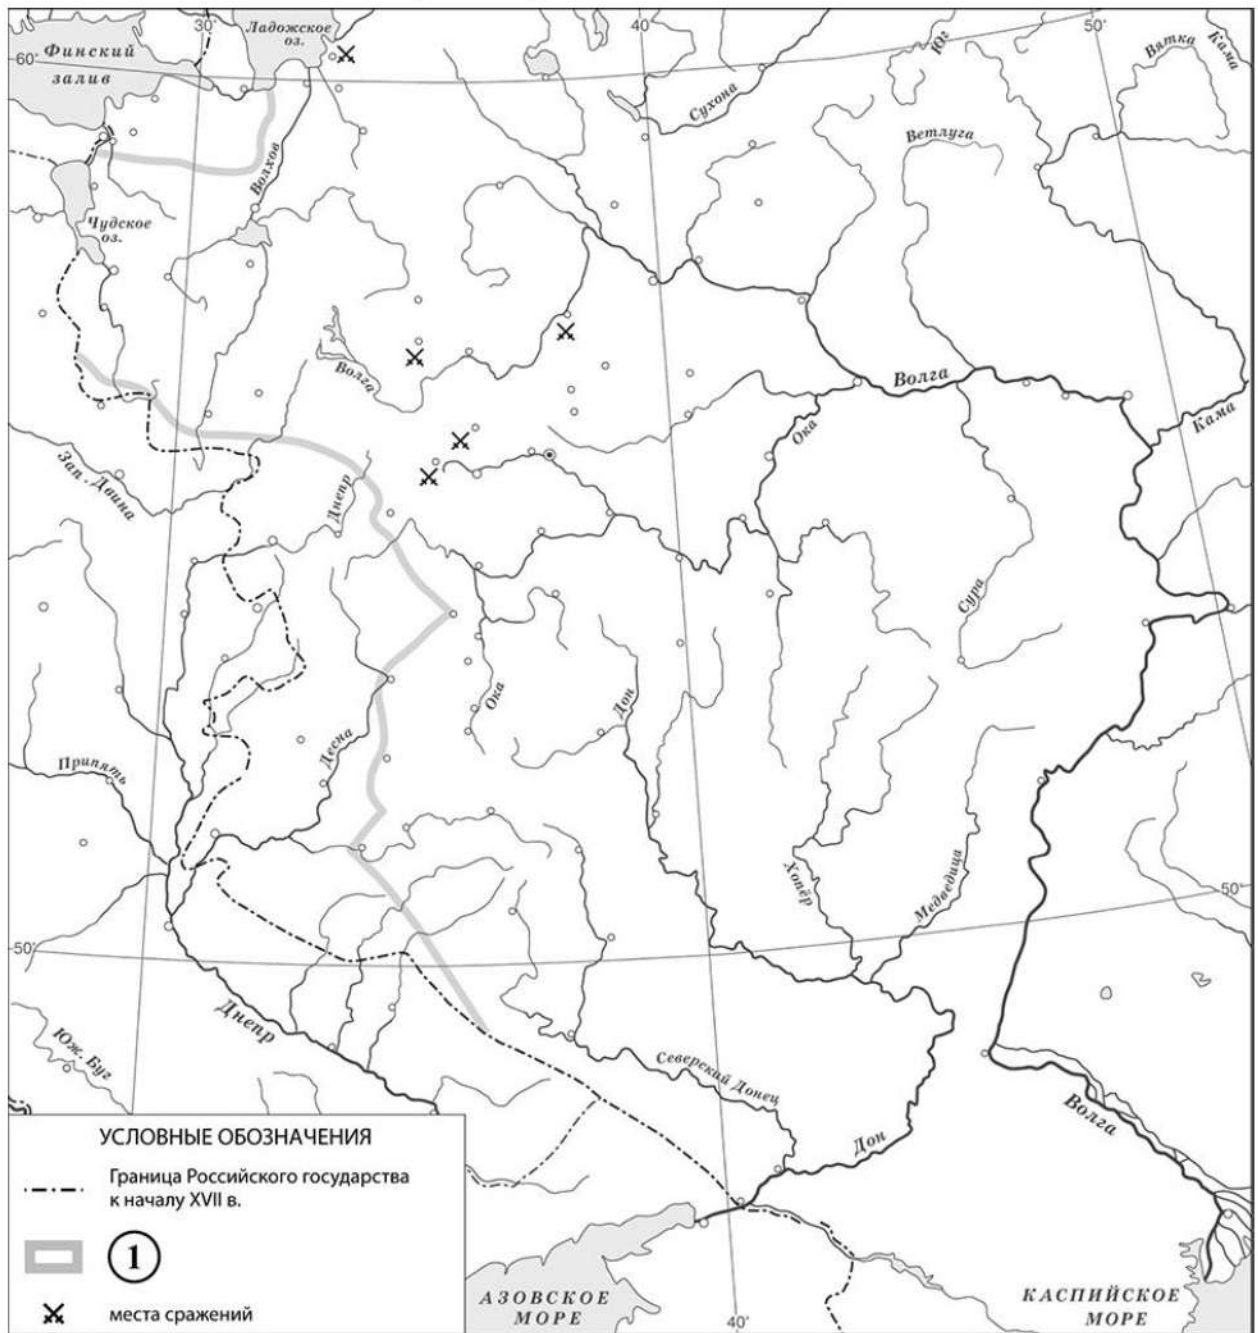 30°
Ладожское
оз.
40°
50°
60°
Финский
залив
Юг
Вятка
Кама
Сухона
Ветлуга
Волхов
Чудское
оз.
Волга
Волга
Кама
Ока
Зап. Двина
Днепр
Сура
Ока
Дон
Десна
Припять
Хопёр
Медведица
50°
50°
Днепр
Юж. Буг
Северский Донец
Волга
Дон
УСЛОВНЫЕ ОБОЗНАЧЕНИЯ
Граница Российского государства
к началу XVII в.
1
места сражений
АЗОВСКОЕ
МОРЕ
КАСПИЙСКОЕ
МОРЕ
40°